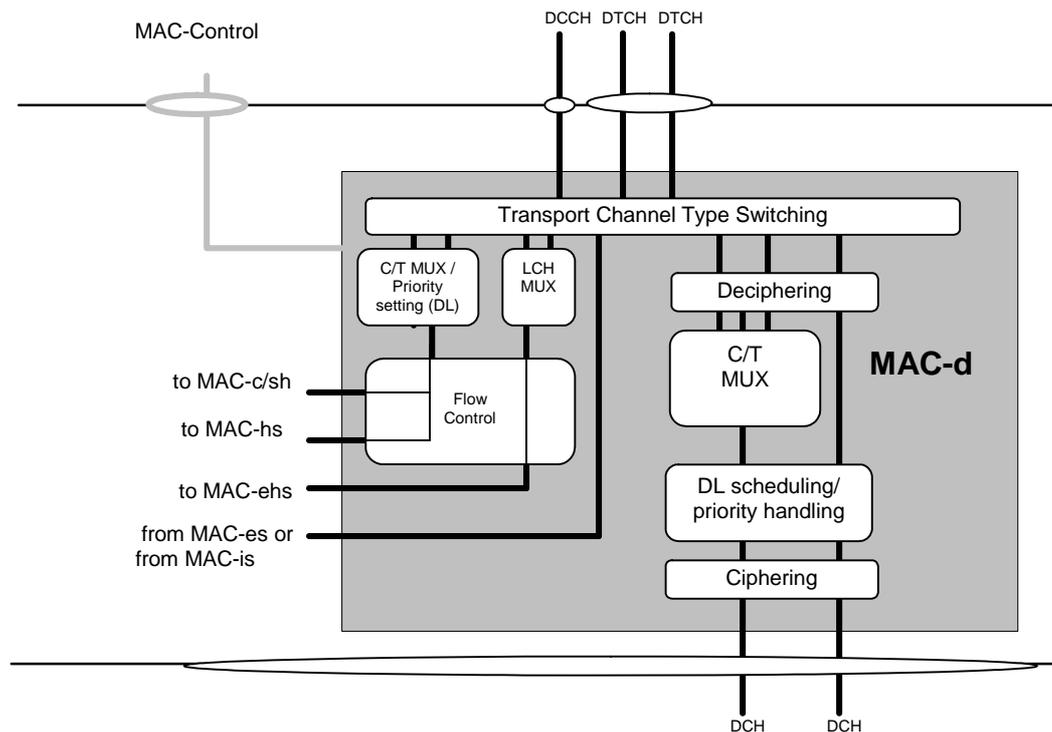 DCCH DTCH DTCH
MAC-Control
Transport Channel Type Switching
C/T MUX /
Priority
setting (DL)
LCH
MUX
Deciphering
C/T
MUX
MAC-d
to MAC-c/sh
Flow
Control
to MAC-hs
to MAC-ehs
DL scheduling/
priority handling
from MAC-es or
from MAC-is
Ciphering
DCH DCH